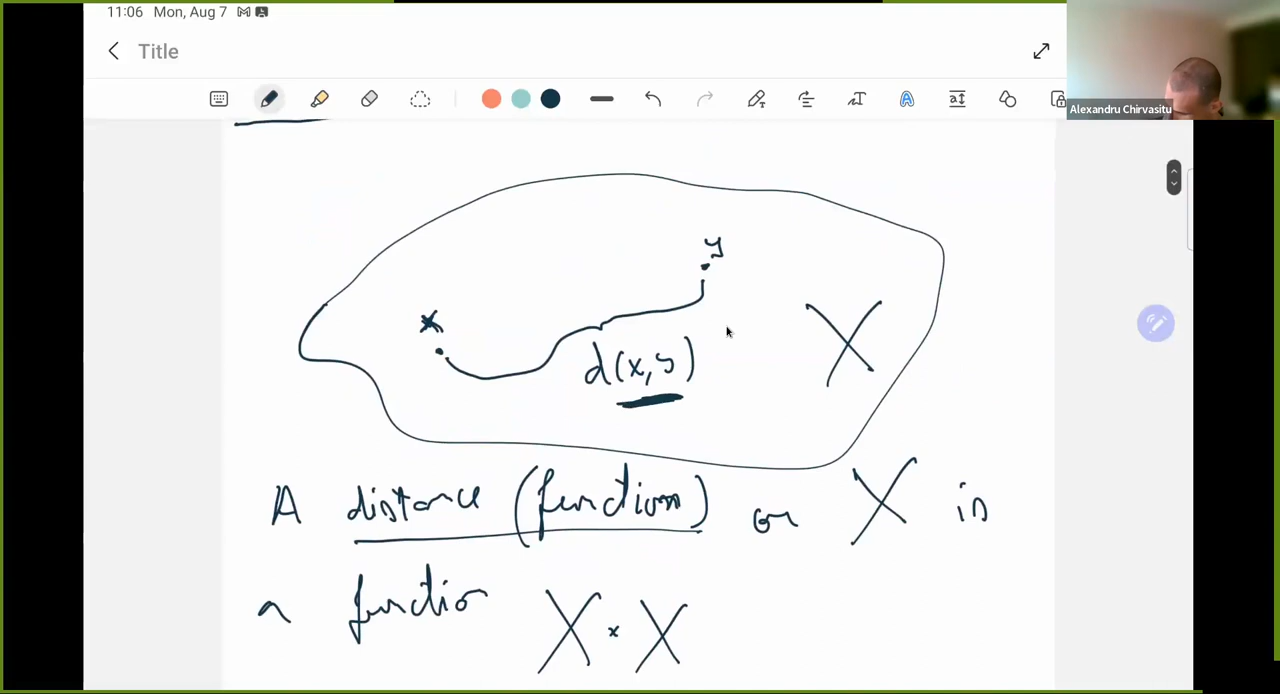 11:06 Mon, Aug 7
Title
Alexandru Chirvasitu
y
x
X
d(x,y)
A distance (function) on X is
a function X × X